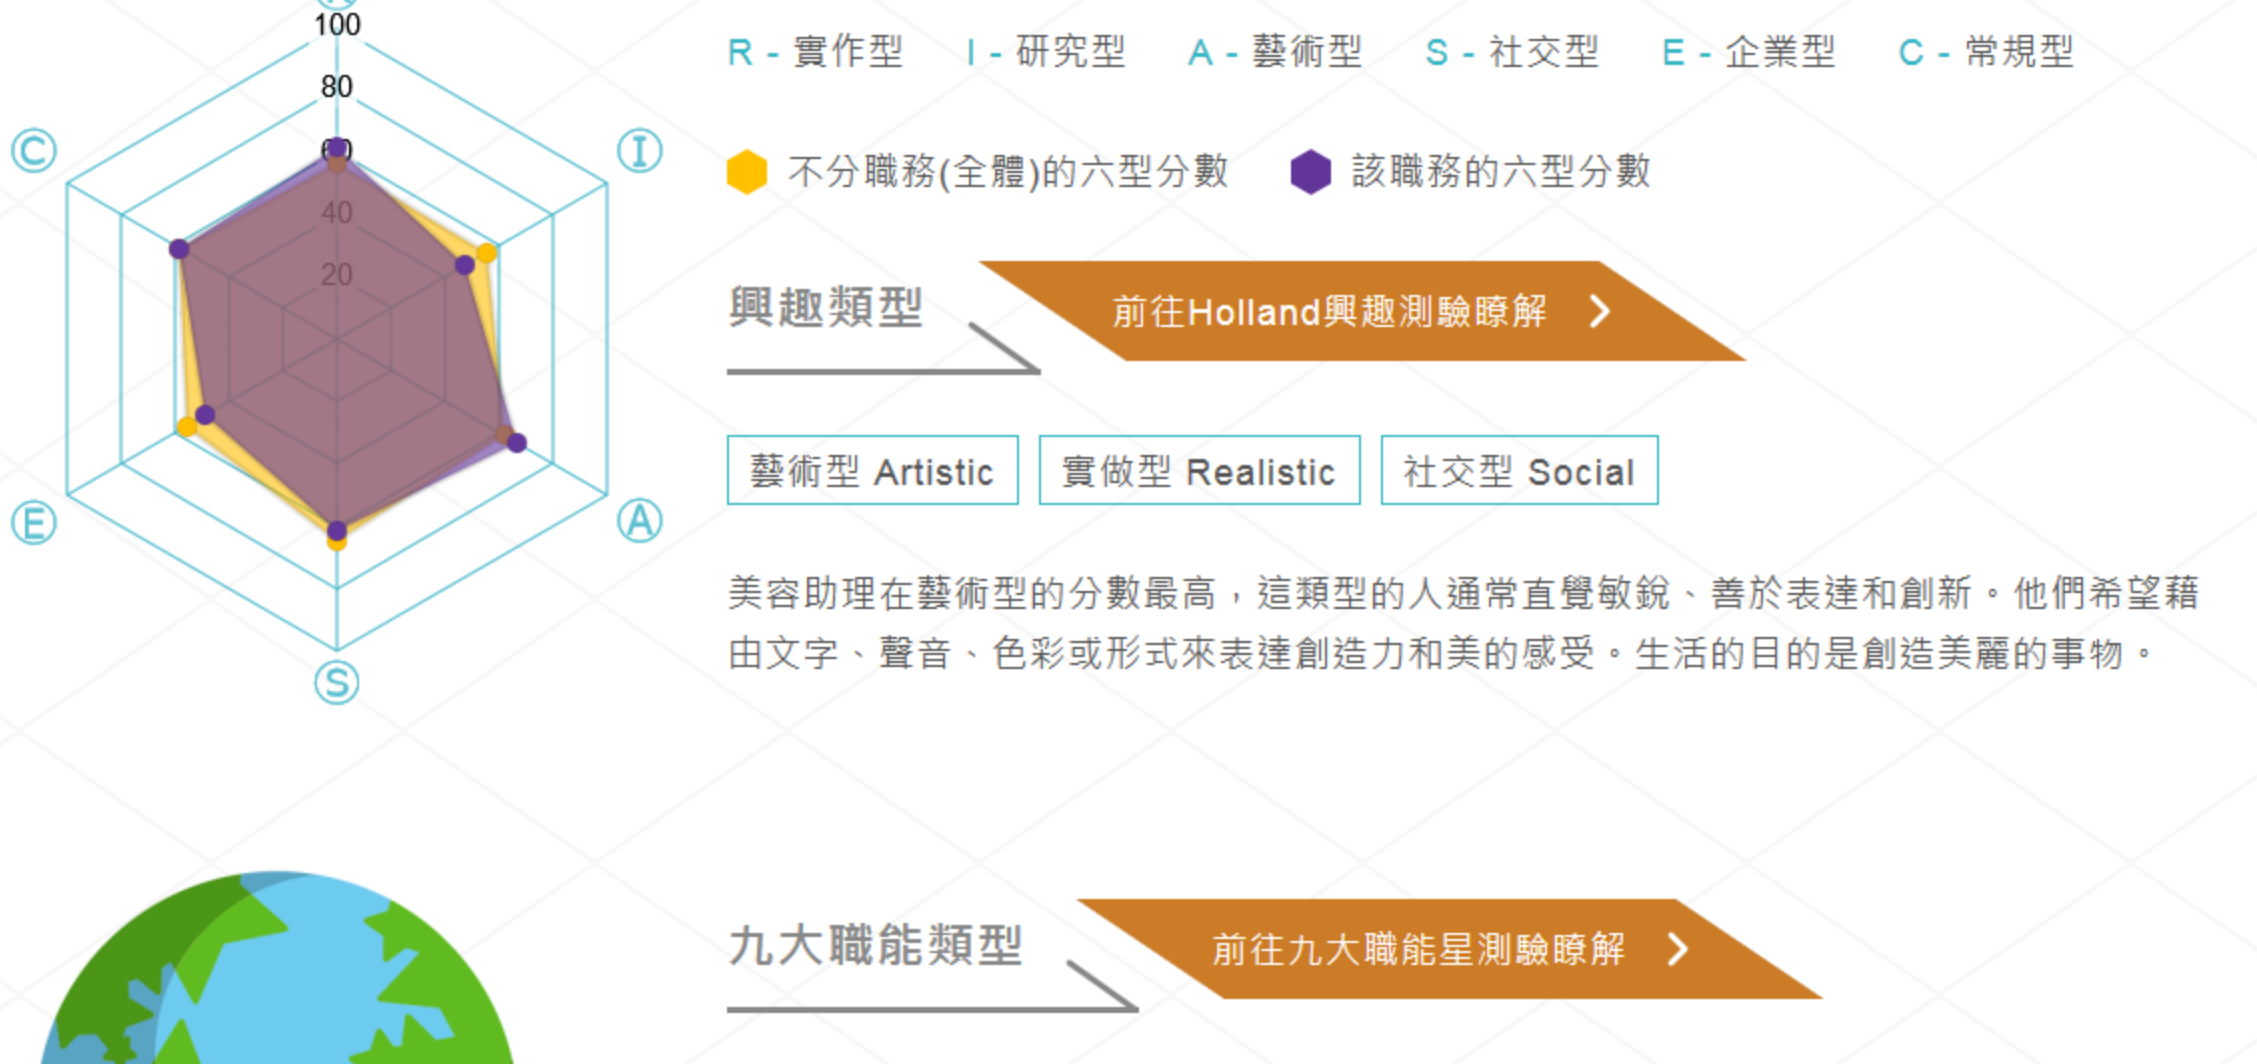 100
80
60
40
20
C
I
E
A
S
R - 實作型 I - 研究型 A - 藝術型 S - 社交型 E - 企業型 C - 常規型
不分職務(全體)的六型分數 該職務的六型分數
興趣類型 前往Holland興趣測驗瞭解
藝術型 Artistic 實做型 Realistic 社交型 Social
美容助理在藝術型的分數最高，這類型的人通常直覺敏銳、善於表達和創新。他們希望藉
由文字、聲音、色彩或形式來表達創造力和美的感受。生活的目的是創造美麗的事物。
九大職能類型 前往九大職能星測驗瞭解